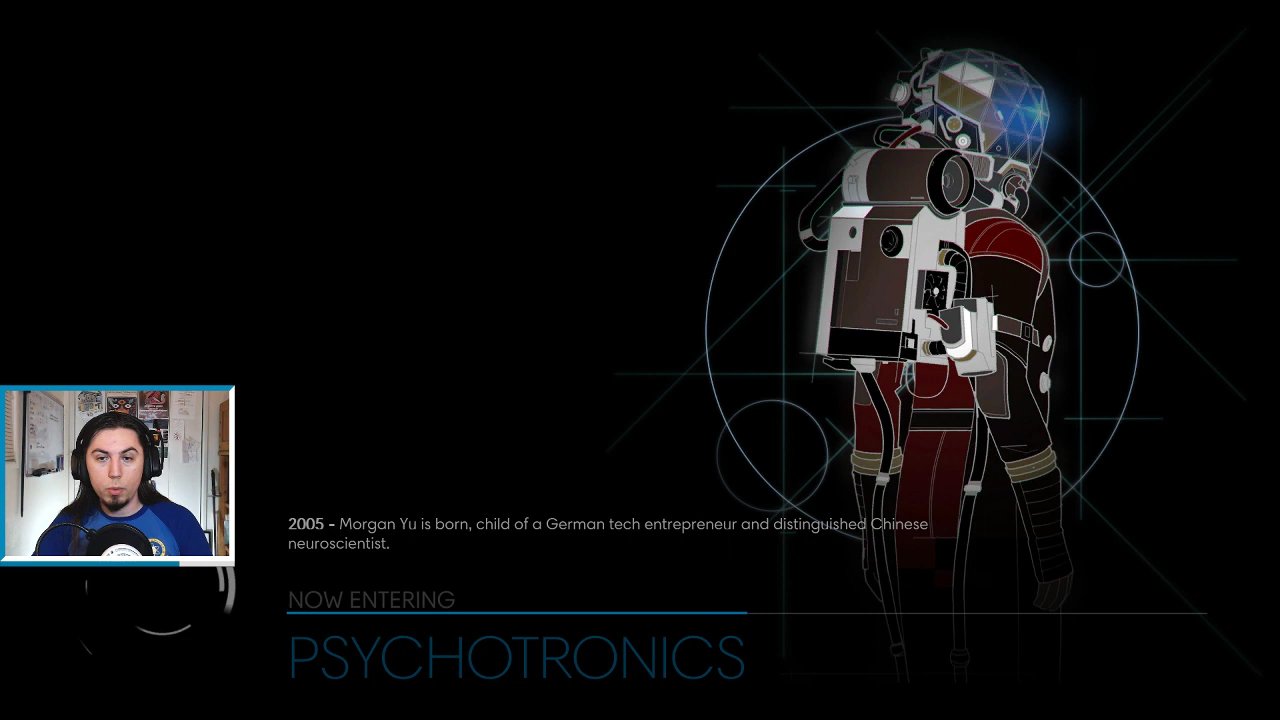 2005 - Morgan Yu is born, child of a German tech entrepreneur and distinguished Chinese
neuroscientist.
NOW ENTERING
PSYCHOTRONICS